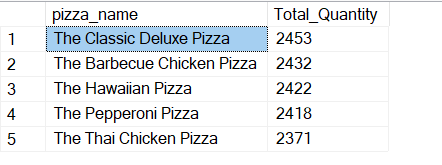 pizza_name Total_Quantity
1 The Classic Deluxe Pizza 2453
2 The Barbecue Chicken Pizza 2432
3 The Hawaiian Pizza 2422
4 The Pepperoni Pizza 2418
5 The Thai Chicken Pizza 2371